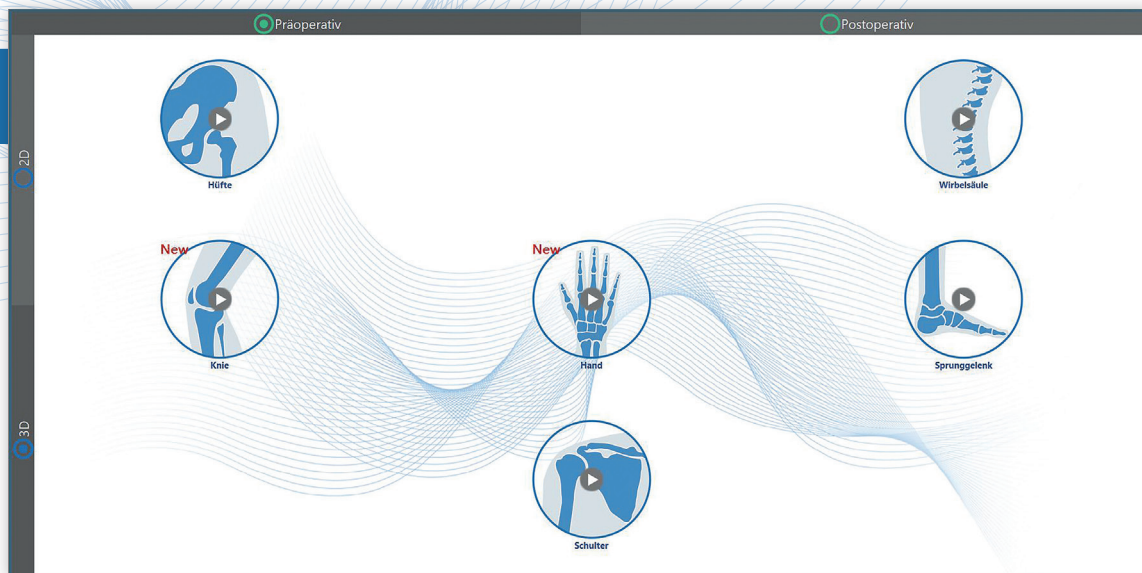 Präoperativ
Postoperativ
2D
3D
Hüfte
Wirbelsäule
New
Knie
New
Hand
Sprunggelenk
Schulter